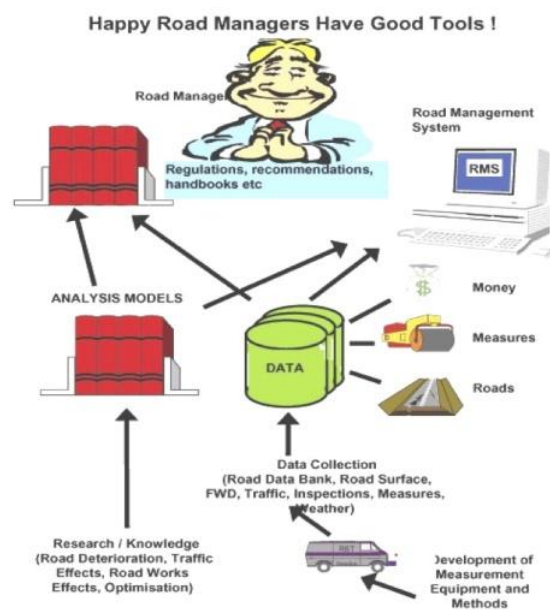 Happy Road Managers Have Good Tools !
Road Manager
Road Management
System
RMS
Regulations, recommendations,
handbooks etc
$
Money
ANALYSIS MODELS
Measures
DATA
Roads
Data Collection
(Road Data Bank, Road Surface,
FWD, Traffic, Inspections, Measures,
Weather)
Research / Knowledge
(Road Deterioration, Traffic
Effects, Road Works
Effects, Optimisation)
Development of
Measurement
Equipment and
Methods